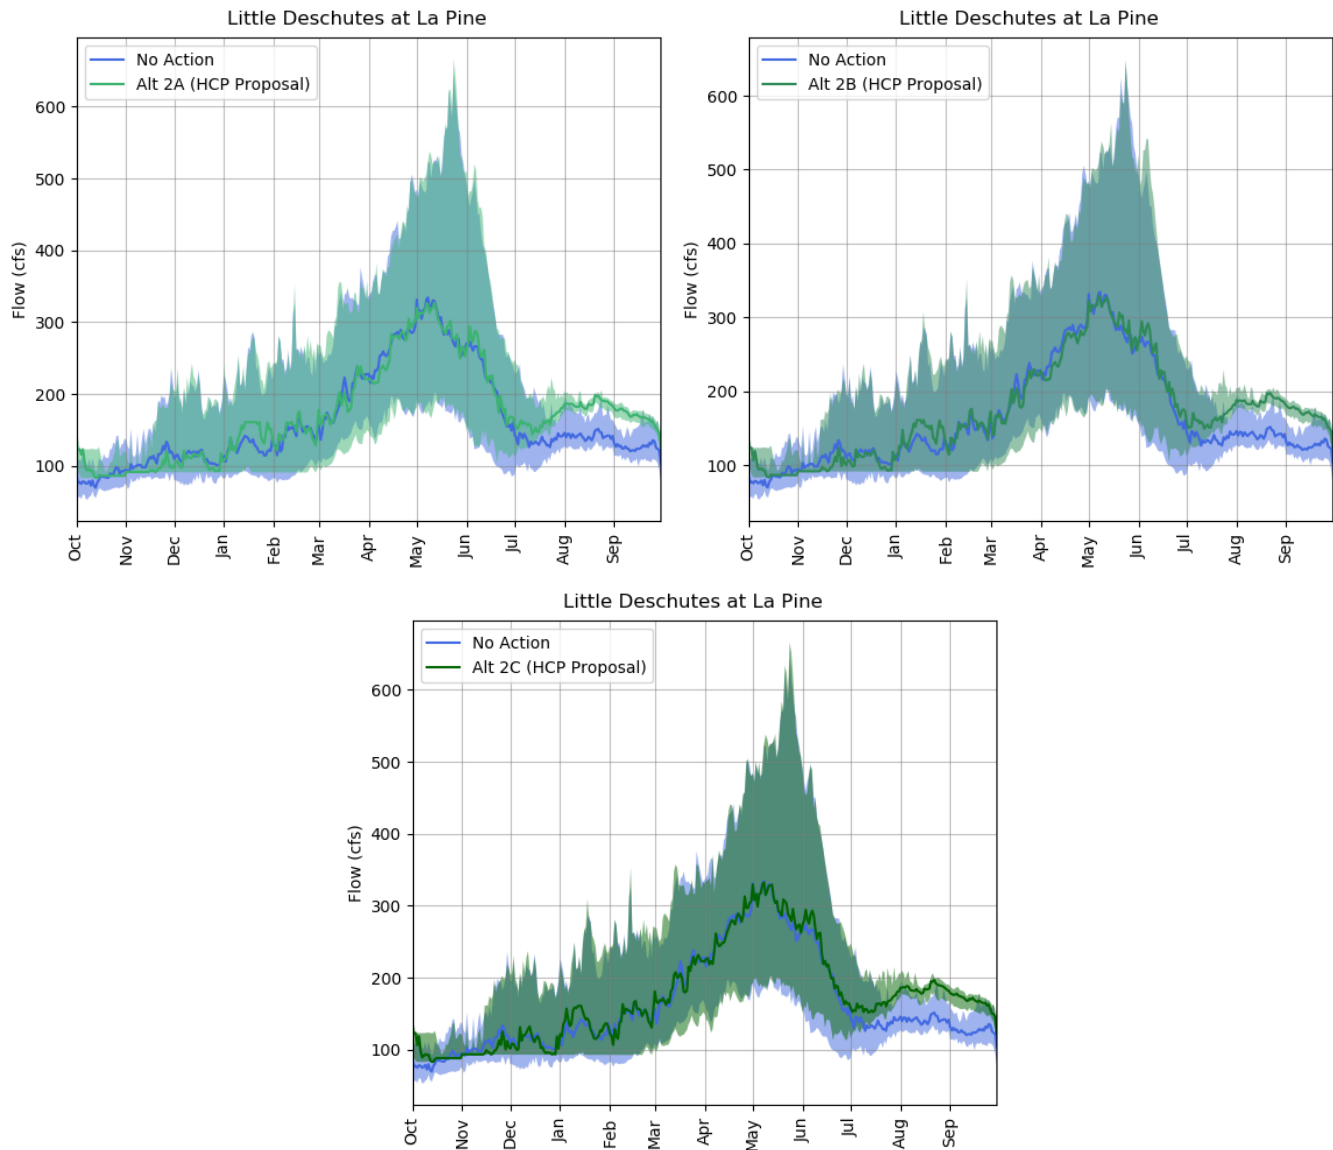 Little Deschutes at La Pine
No Action
Alt 2A (HCP Proposal)
Flow (cfs)
600
500
400
300
200
100
Oct
Nov
Dec
Jan
Feb
Mar
Apr
May
Jun
Jul
Aug
Sep
Little Deschutes at La Pine
No Action
Alt 2B (HCP Proposal)
Flow (cfs)
600
500
400
300
200
100
Oct
Nov
Dec
Jan
Feb
Mar
Apr
May
Jun
Jul
Aug
Sep
Little Deschutes at La Pine
No Action
Alt 2C (HCP Proposal)
Flow (cfs)
600
500
400
300
200
100
Oct
Nov
Dec
Jan
Feb
Mar
Apr
May
Jun
Jul
Aug
Sep